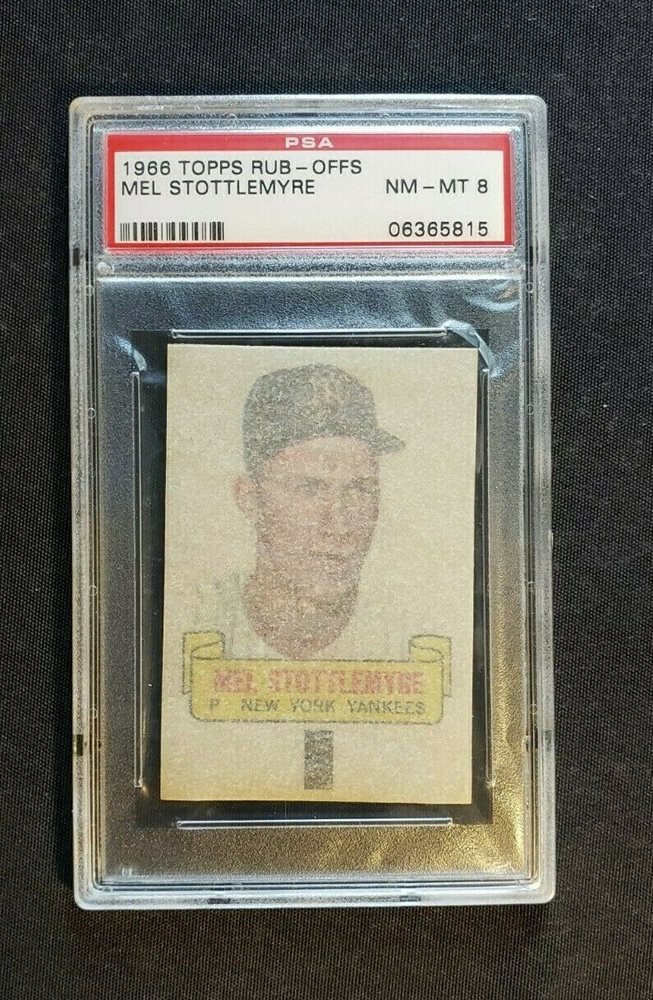 PSA
1966 TOPPS RUB-OFFS
MEL STOTTLEMYRE NM-MT 8
06365815
MEL STOTTLEMYRE
P NEW YORK YANKEES